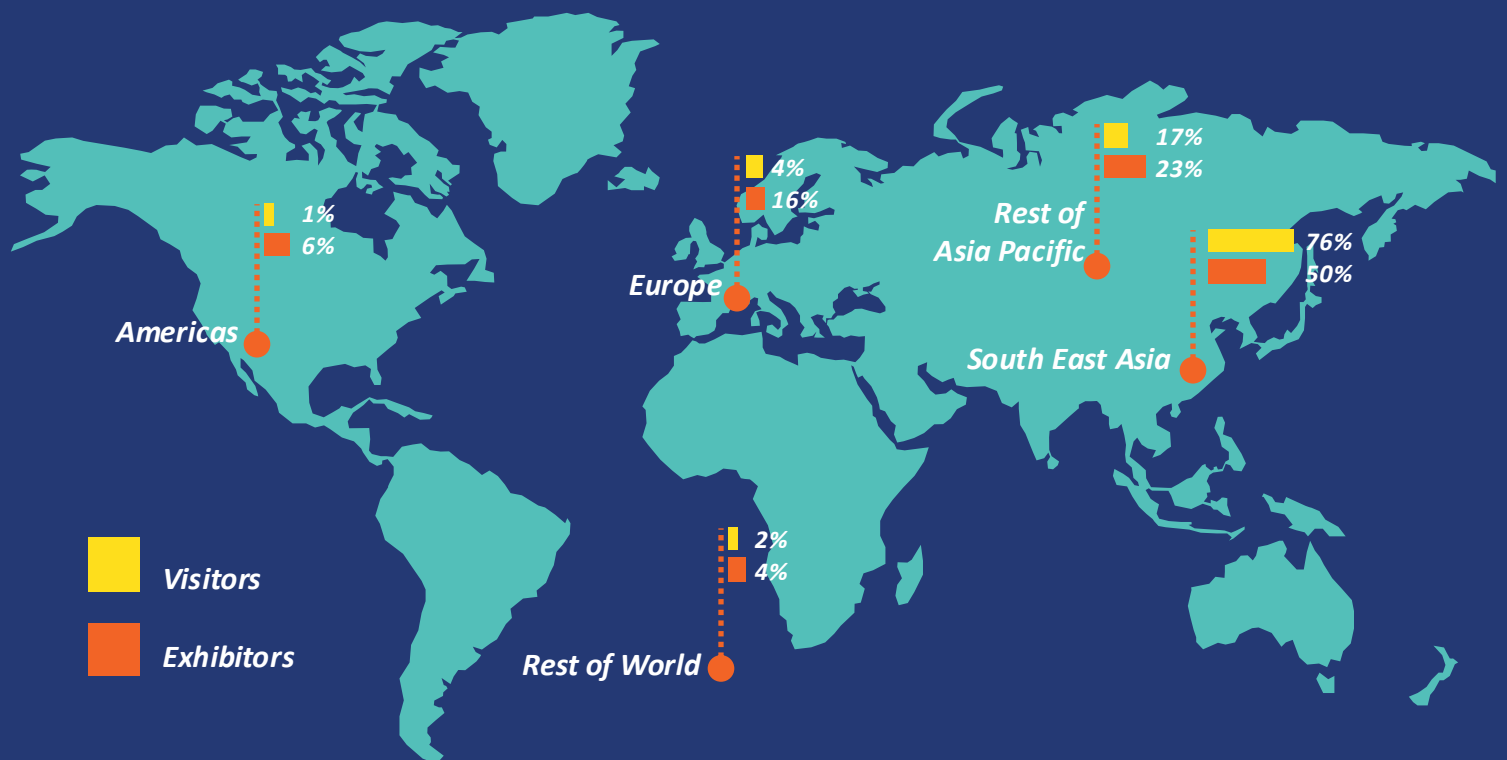 17%
23%
4%
16%
Rest of
Asia Pacific
1%
6%
76%
50%
Europe
Americas
South East Asia
2%
4%
Visitors
Exhibitors
Rest of World